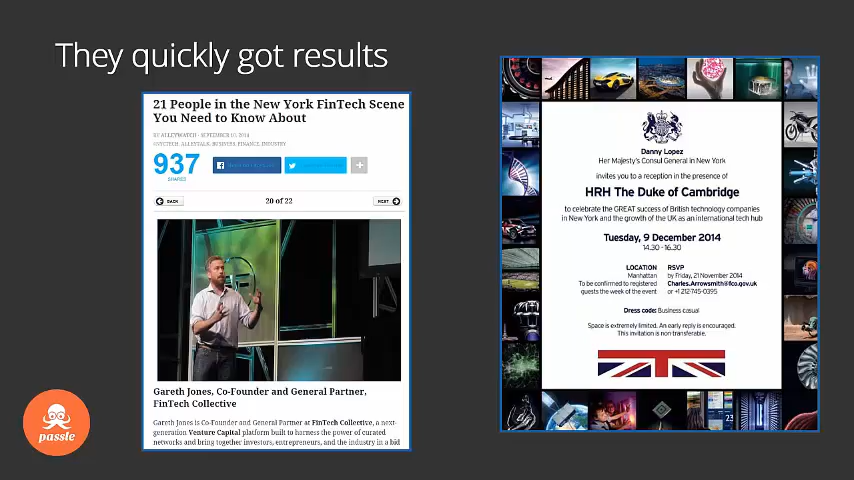 They quickly got results
21 People in the New York FinTech Scene
You Need to Know About
BY ALLEYWATCH - SEPTEMBER 10, 2014
#NYCTECH, ALLEYTALK, BUSINESS, FINANCE, INDUSTRY
937
SHARES
BACK
20 of 22
NEXT
Gareth Jones, Co-Founder and General Partner,
FinTech Collective
Gareth Jones is Co-Founder and General Partner at FinTech Collective, a next-
generation Venture Capital platform built to harness the power of curated
networks and bring together investors, entrepreneurs, and the industry in a bid
passle
Danny Lopez
Her Majesty's Consul General in New York
invites you to a reception in the presence of
HRH The Duke of Cambridge
to celebrate the GREAT success of British technology companies
in New York and the growth of the UK as an international tech hub
Tuesday, 9 December 2014
14.30 - 16.30
LOCATION
Manhattan
To be confirmed to registered
guests the week of the event
RSVP
by Friday, 21 November 2014
Charles.Arrowsmith@fco.gov.uk
or +1 212-745-0395
Dress code: Business casual
Space is extremely limited. An early reply is encouraged.
This invitation is non transferable.
23